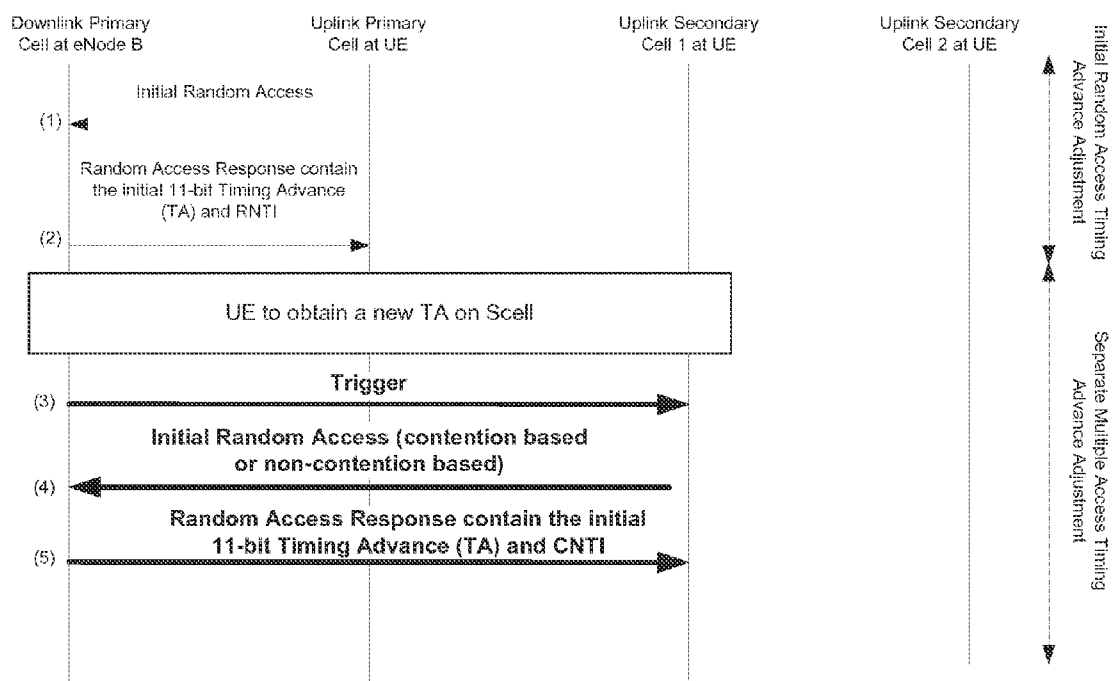 Downlink Primary
Cell at eNode B
Uplink Primary
Cell at UE
Uplink Secondary
Cell 1 at UE
Uplink Secondary
Cell 2 at UE
Initial Random Access Timing
Advance Adjustment
Initial Random Access
(1)
Random Access Response contain
the initial 11-bit Timing Advance
(TA) and RNTI
(2)
UE to obtain a new TA on Scell
Separate Multiple Access Timing
Advance Adjustment
Trigger
(3)
Initial Random Access (contention based
or non-contention based)
(4)
Random Access Response contain the initial
11-bit Timing Advance (TA) and CNTI
(5)